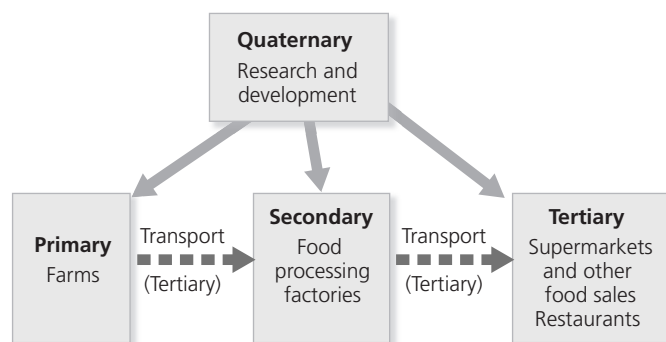 Quaternary
Research and
development
Primary
Farms
Transport
(Tertiary)
Secondary
Food
processing
factories
Transport
(Tertiary)
Tertiary
Supermarkets
and other
food sales
Restaurants